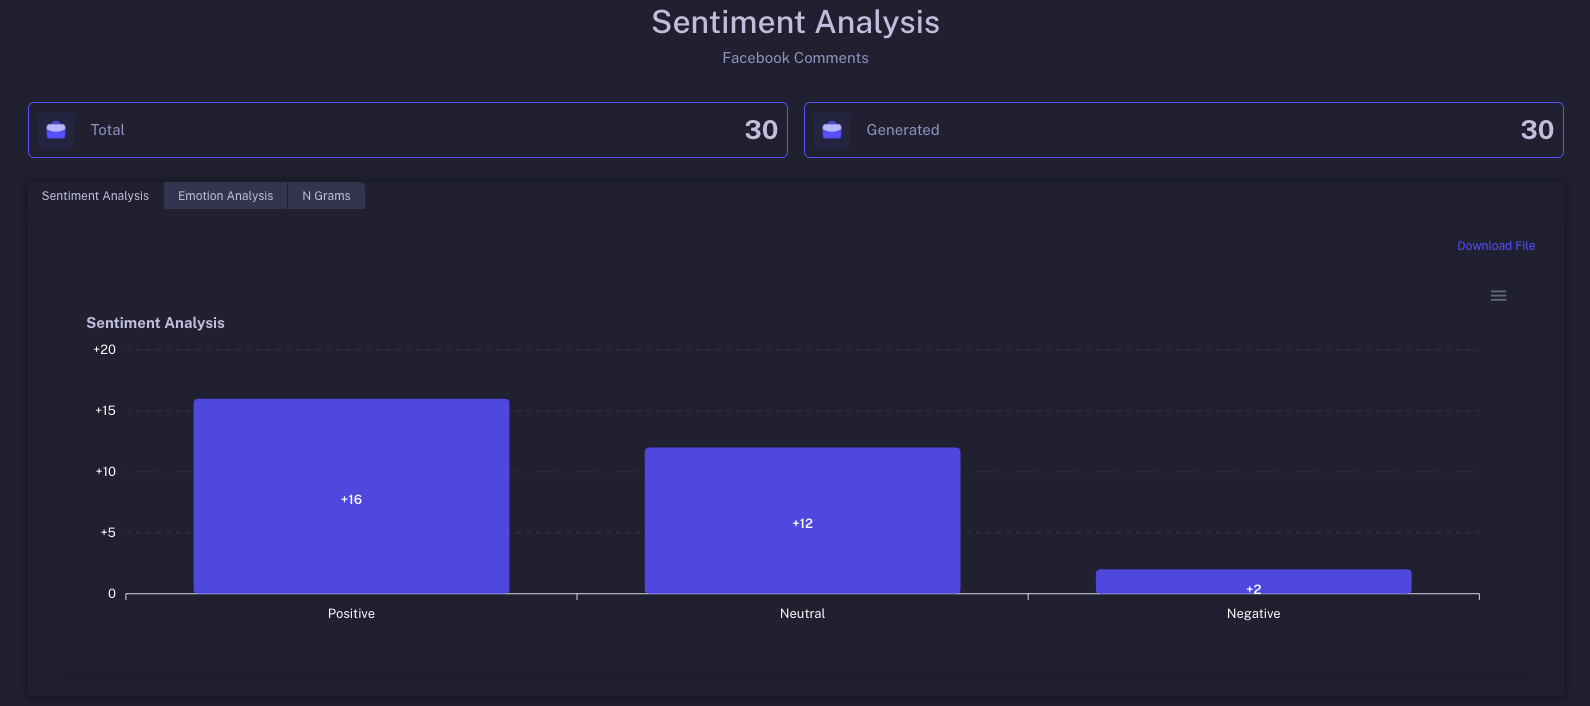 Sentiment Analysis
Facebook Comments
Total 30
Generated 30
Sentiment Analysis Emotion Analysis N Grams
Download File
Sentiment Analysis
+20
+15
+10
+5
0
+16
+12
+2
Positive Neutral Negative